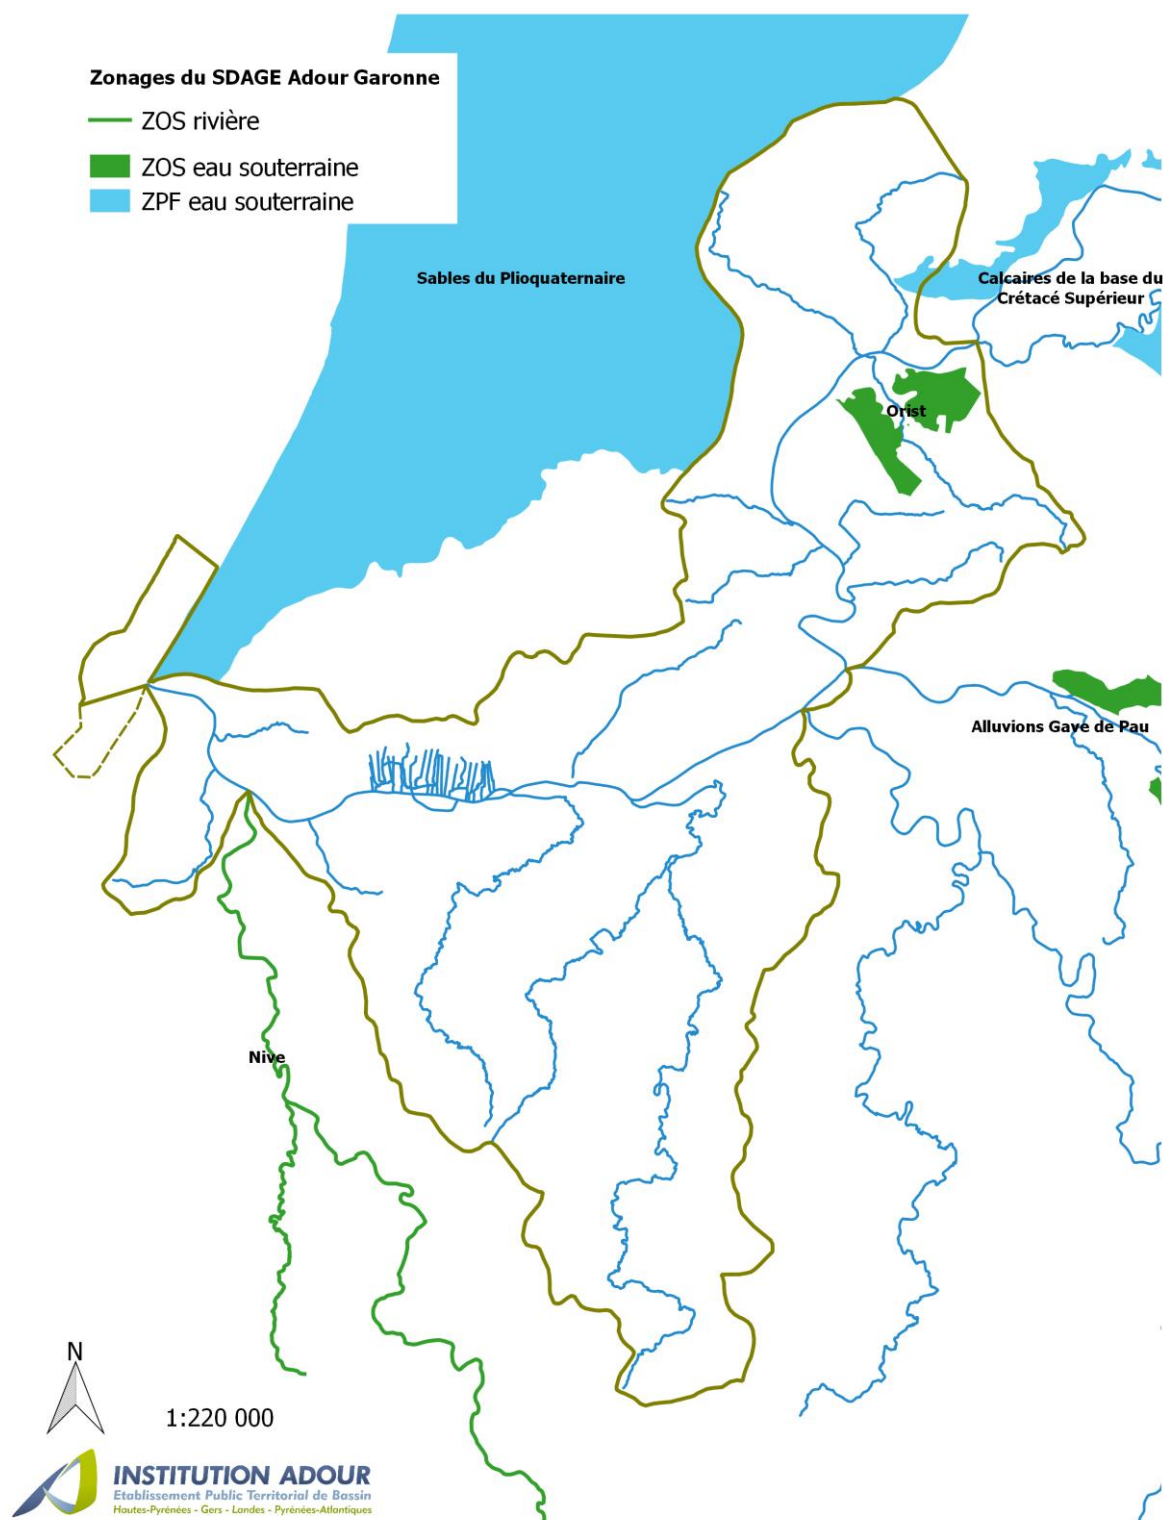 Zonages du SDAGE Adour Garonne
ZOS rivière
ZOS eau souterraine
ZPF eau souterraine
Sables du Plioquaternaire
Calcaires de la base du
Crétacé Supérieur
Orist
Alluvions Gave de Pau
Nive
N
1:220 000
INSTITUTION ADOUR
Etablissement Public Territorial de Bassin
Hautes-Pyrénées - Gers - Landes - Pyrénées-Atlantiques